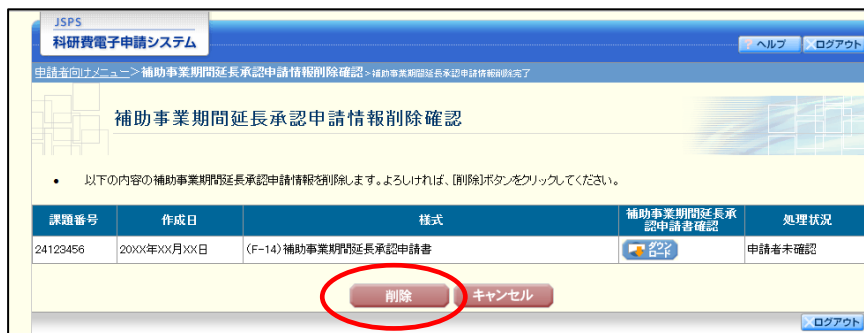 JSPS
科研費電子申請システム
? ヘルプ ×ログアウト
申請者向けメニュー>補助事業期間延長承認申請情報削除確認>補助事業期間延長承認申請情報削除完了
補助事業期間延長承認申請情報削除確認
• 以下の内容の補助事業期間延長承認申請情報を削除します。よろしければ、[削除]ボタンをクリックしてください。
課題番号 作成日 様式 補助事業期間延長承認申請書確認 処理状況
24123456 20XX年XX月XX日 (F-14)補助事業期間延長承認申請書 ダウンロード 申請者未確認
削除 キャンセル
×ログアウト